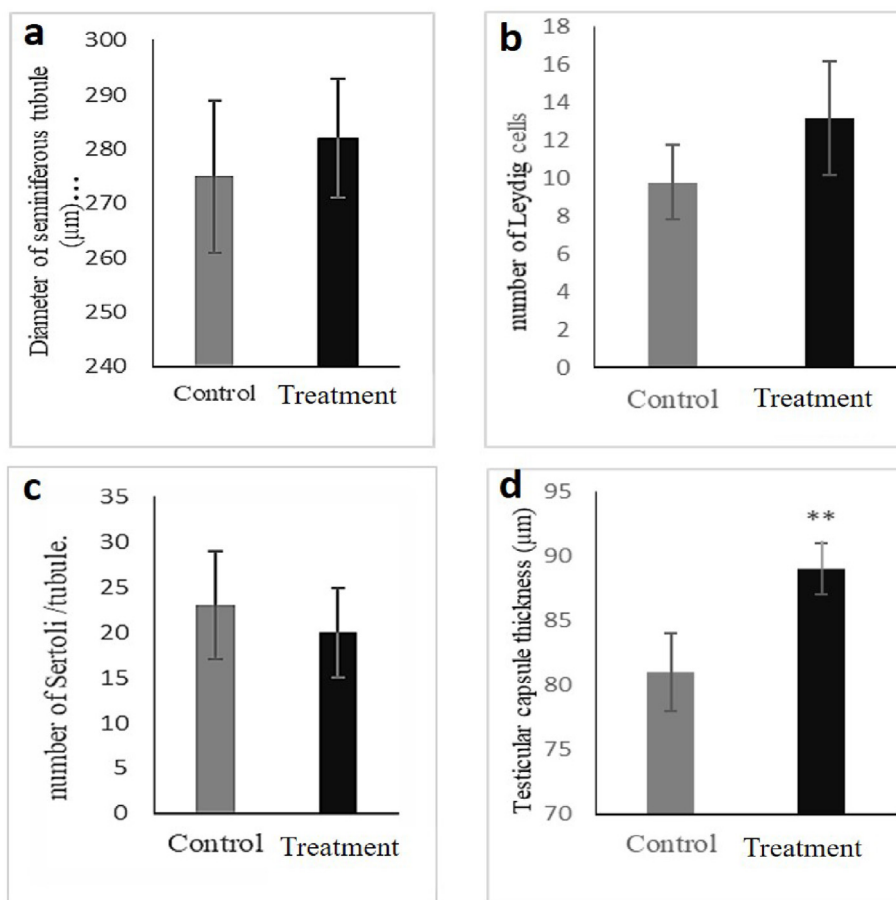 a
Diameter of seminiferous tubule
(μm)...
300
290
280
270
260
250
240
Control Treatment
b
number of Leydig cells
18
16
14
12
10
8
6
4
2
0
Control Treatment
c
number of Sertoli /tubule.
35
30
25
20
15
10
5
0
Control Treatment
d
Testicular capsule thickness (μm)
95
90
85
80
75
70
**
Control Treatment